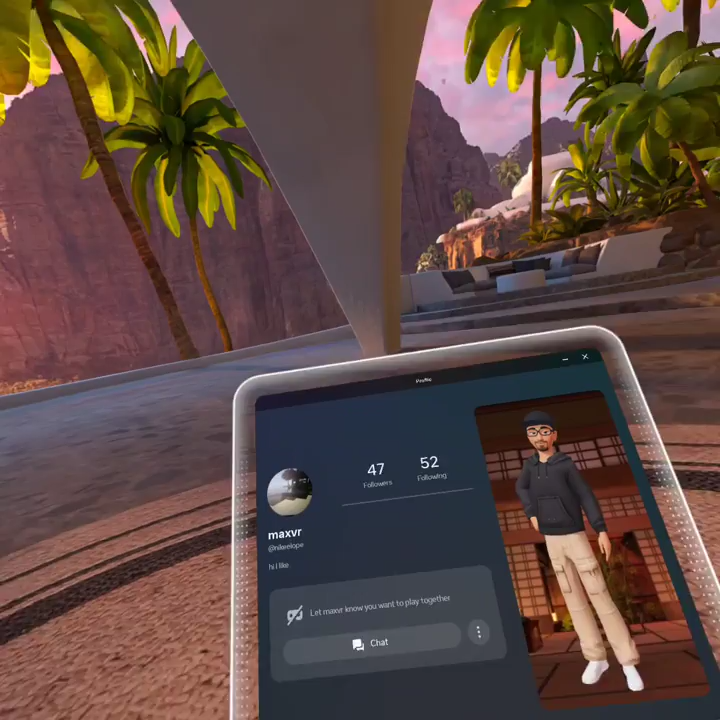 Profile
47
52
Followers
Following
maxvr
hi i like
Let maxvr know you want to play together
Chat